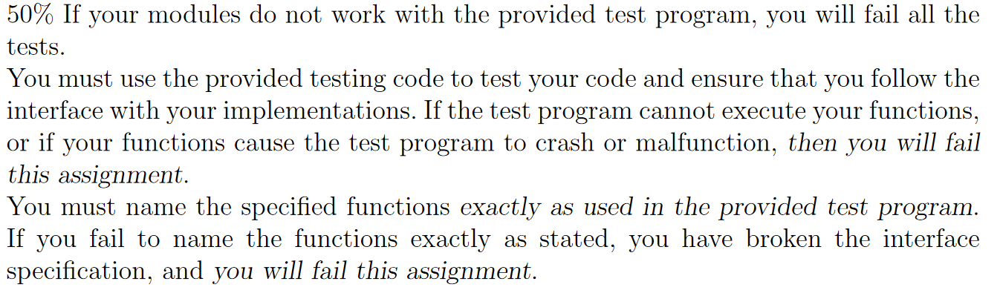 50% If your modules do not work with the provided test program, you will fail all the
tests.
You must use the provided testing code to test your code and ensure that you follow the
interface with your implementations. If the test program cannot execute your functions,
or if your functions cause the test program to crash or malfunction, then you will fail
this assignment.
You must name the specified functions exactly as used in the provided test program.
If you fail to name the functions exactly as stated, you have broken the interface
specification, and you will fail this assignment.